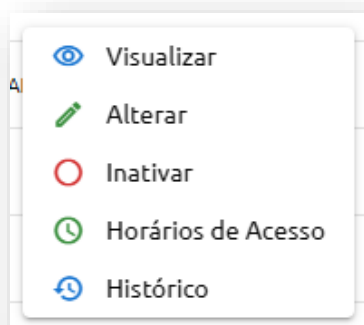 Visualizar
Alterar
Inativar
Horários de Acesso
Histórico